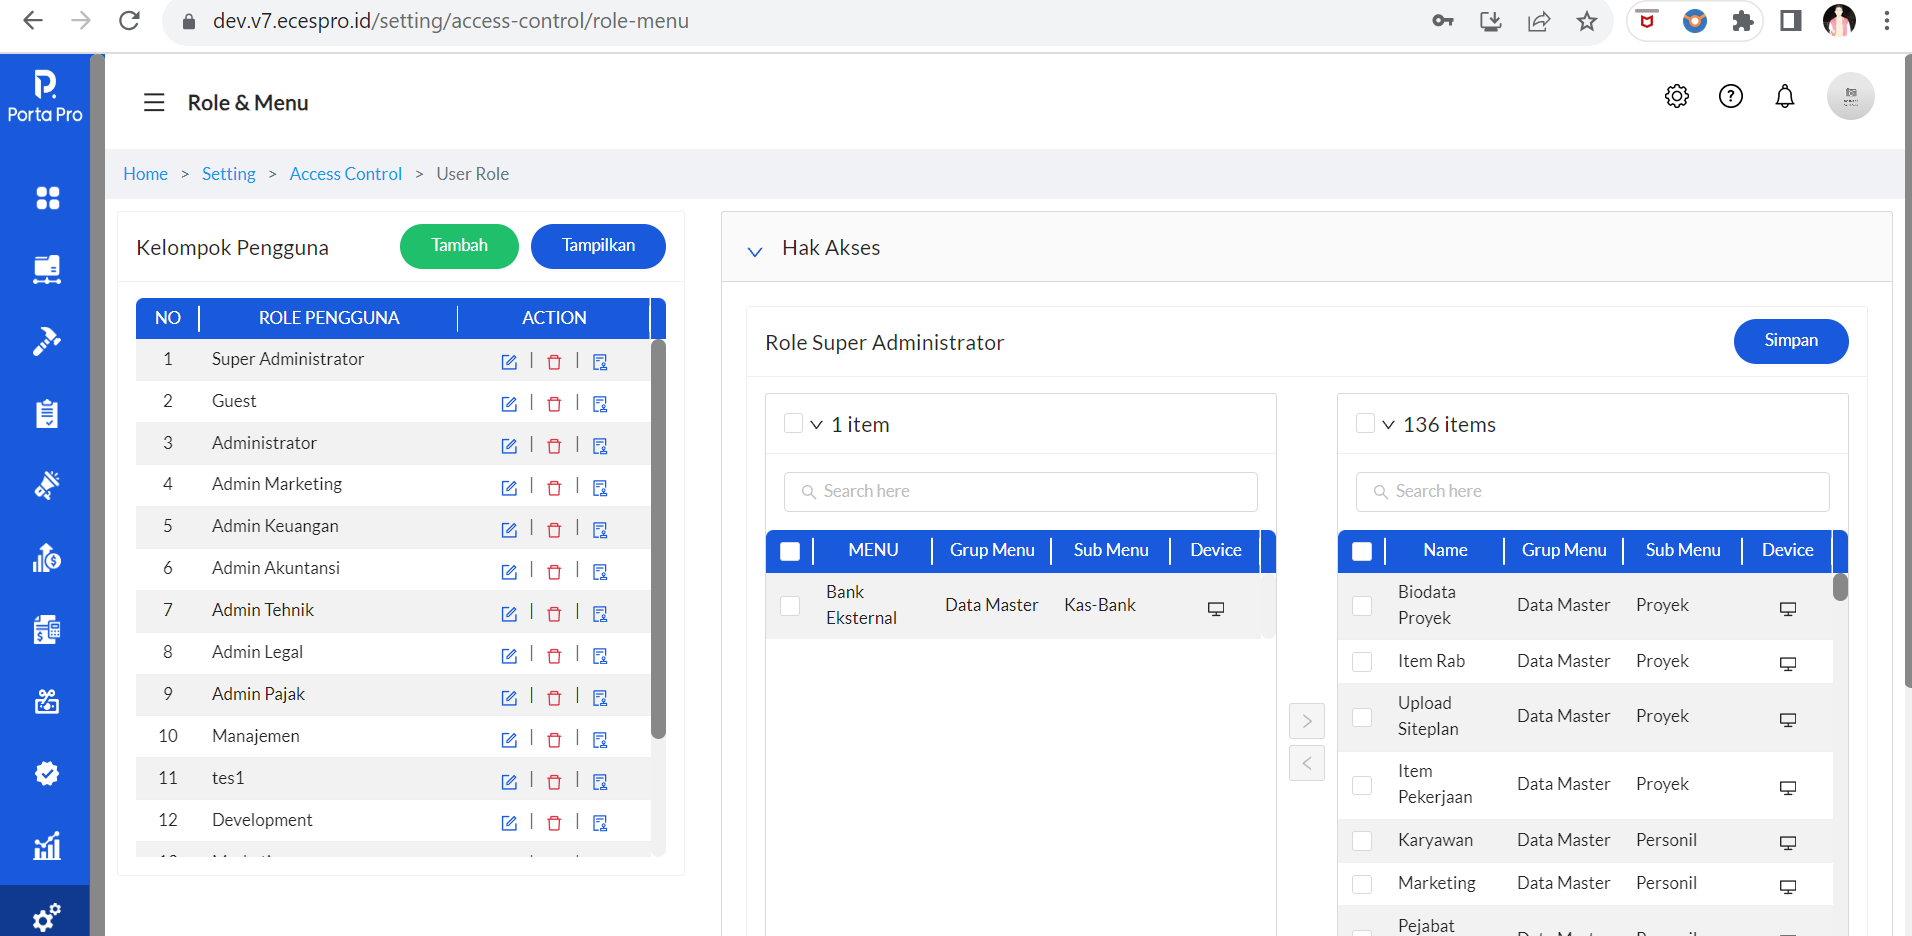 dev.v7.ecespro.id/setting/access-control/role-menu
Porta Pro
Role & Menu
Home > Setting > Access Control > User Role
Kelompok Pengguna
Tambah
Tampilkan
NO ROLE PENGGUNA ACTION
1 Super Administrator
2 Guest
3 Administrator
4 Admin Marketing
5 Admin Keuangan
6 Admin Akuntansi
7 Admin Tehnik
8 Admin Legal
9 Admin Pajak
10 Manajemen
11 tes1
12 Development
Hak Akses
Role Super Administrator
Simpan
1 item
Search here
MENU Grup Menu Sub Menu Device
Bank Eksternal Data Master Kas-Bank
136 items
Search here
Name Grup Menu Sub Menu Device
Biodata Proyek Data Master Proyek
Item Rab Data Master Proyek
Upload Siteplan Data Master Proyek
Item Pekerjaan Data Master Proyek
Karyawan Data Master Personil
Marketing Data Master Personil
Pejabat